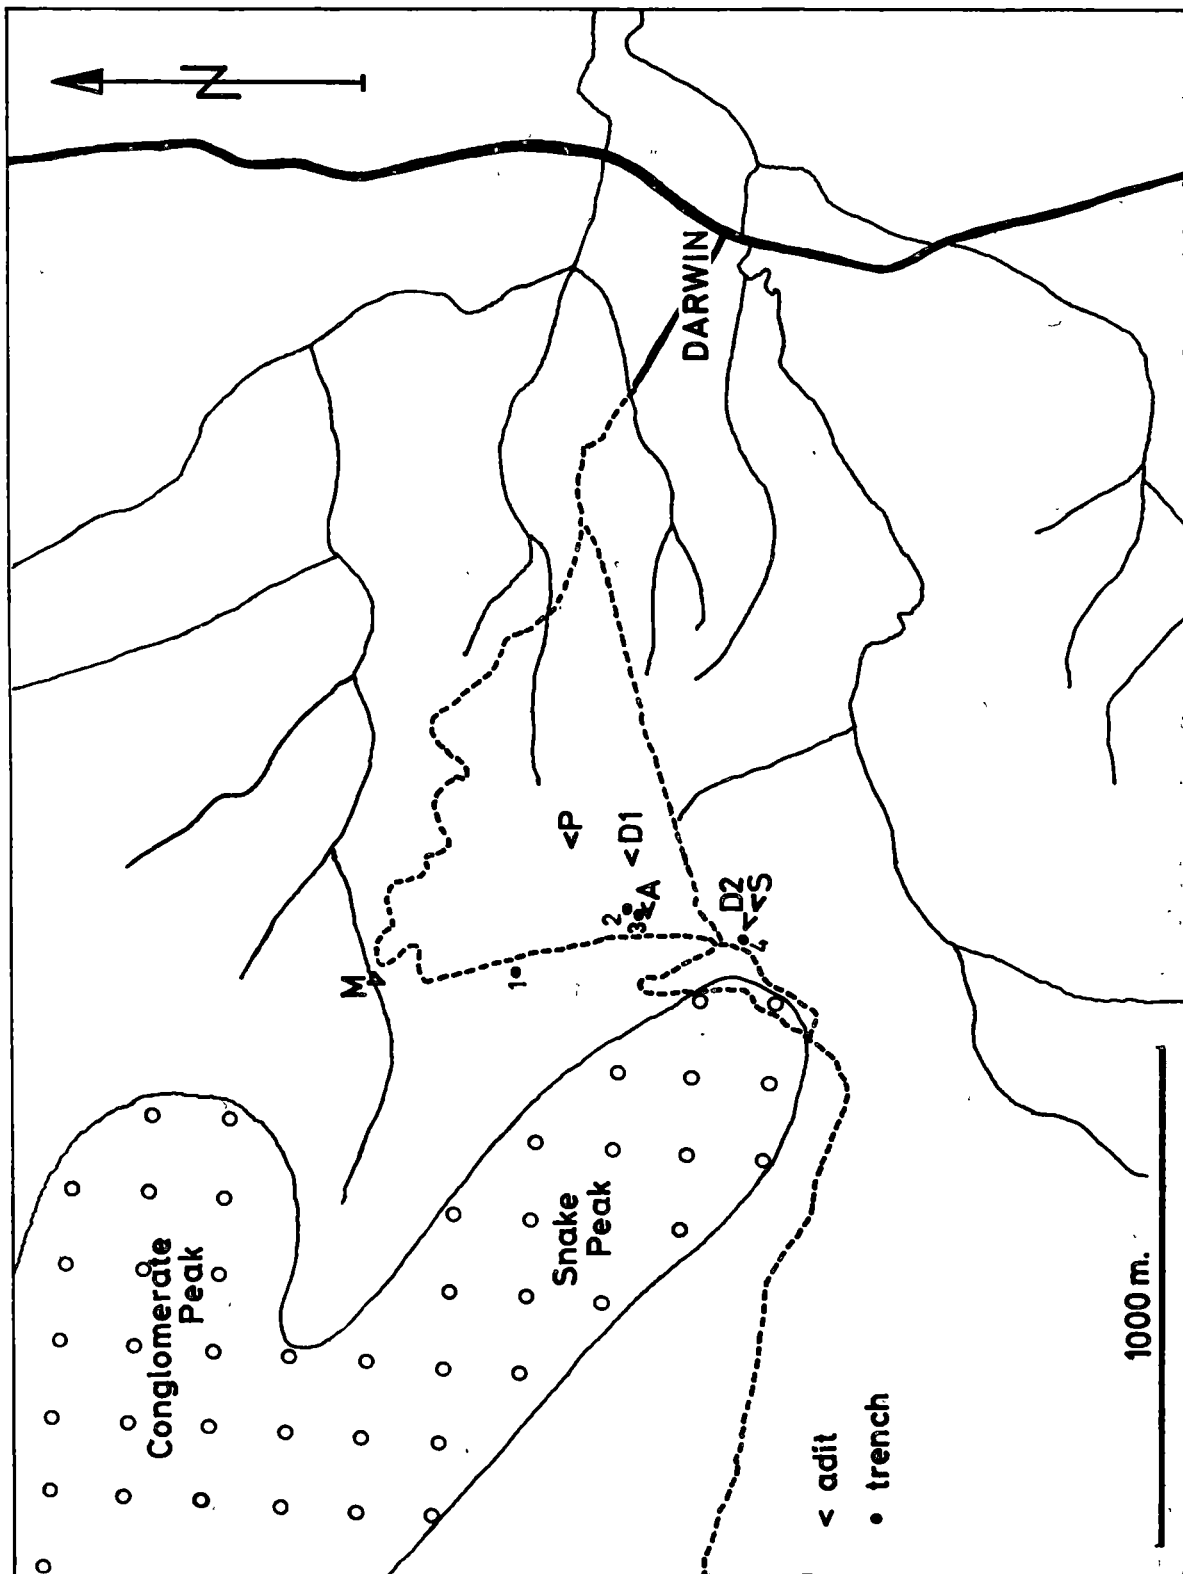 N
DARWIN
M
1
2
3
A
P
D1
D2
S
4
Conglomerate
Peak
Snake
Peak
< adit
• trench
1000 m.